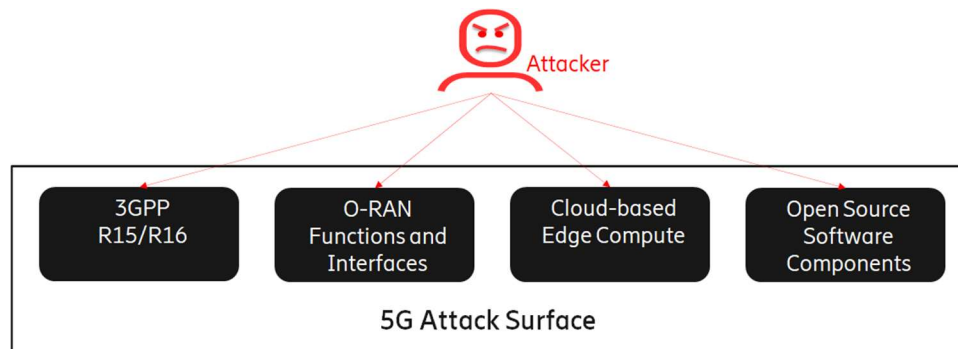 Attacker
3GPP
R15/R16
O-RAN
Functions and
Interfaces
Cloud-based
Edge Compute
Open Source
Software
Components
5G Attack Surface